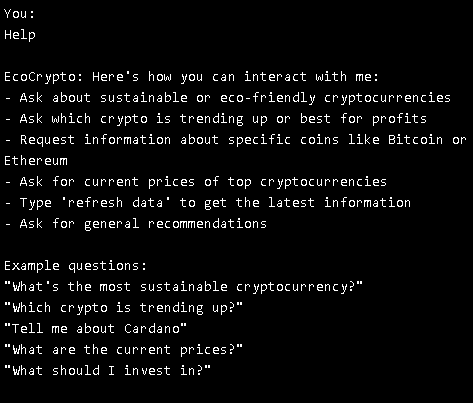 You:
Help
EcoCrypto: Here's how you can interact with me:
- Ask about sustainable or eco-friendly cryptocurrencies
- Ask which crypto is trending up or best for profits
- Request information about specific coins like Bitcoin or
Ethereum
- Ask for current prices of top cryptocurrencies
- Type 'refresh data' to get the latest information
- Ask for general recommendations
Example questions:
"What's the most sustainable cryptocurrency?"
"Which crypto is trending up?"
"Tell me about Cardano"
"What are the current prices?"
"What should I invest in?"